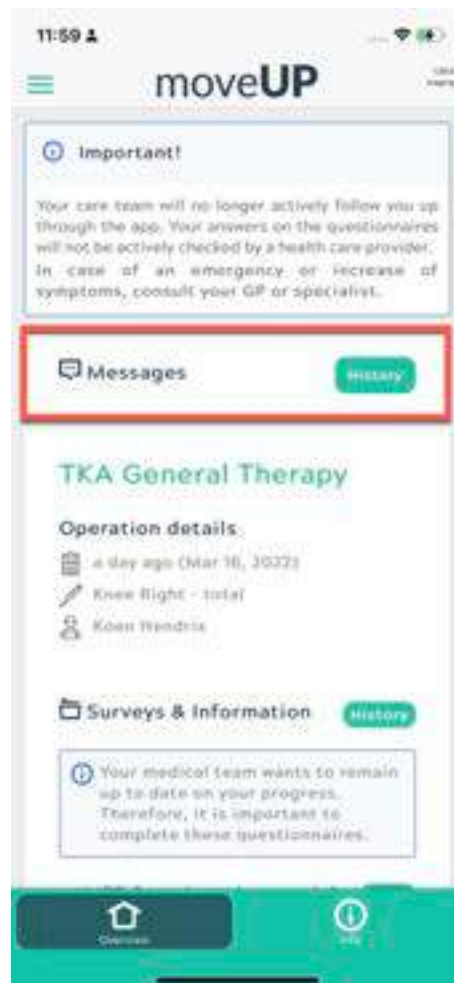 11:59
moveUP
Important!
Your care team will no longer actively follow you up
through the app. Your answers on the questionnaires
will not be actively checked by a health care provider.
In case of an emergency or increase of
symptoms, consult your GP or specialist.
Messages
History
TKA General Therapy
Operation details
a day ago (Mar 16, 2022)
Knee Right - total
Koen Hendrix
Surveys & Information
History
Your medical team wants to remain
up to date on your progress.
Therefore, it is important to
complete these questionnaires.
Overview
Info